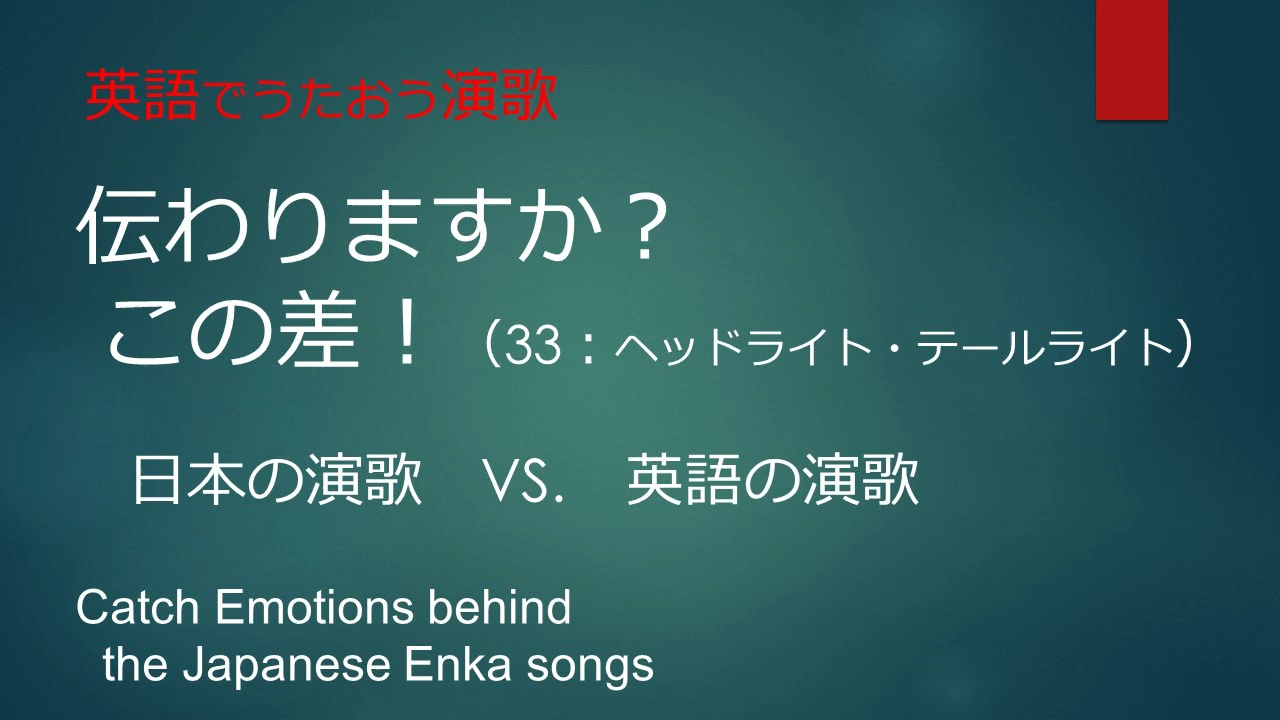 英語でうたおう演歌
伝わりますか？
この差！（33：ヘッドライト・テールライト）
日本の演歌　VS.　英語の演歌
Catch Emotions behind
the Japanese Enka songs